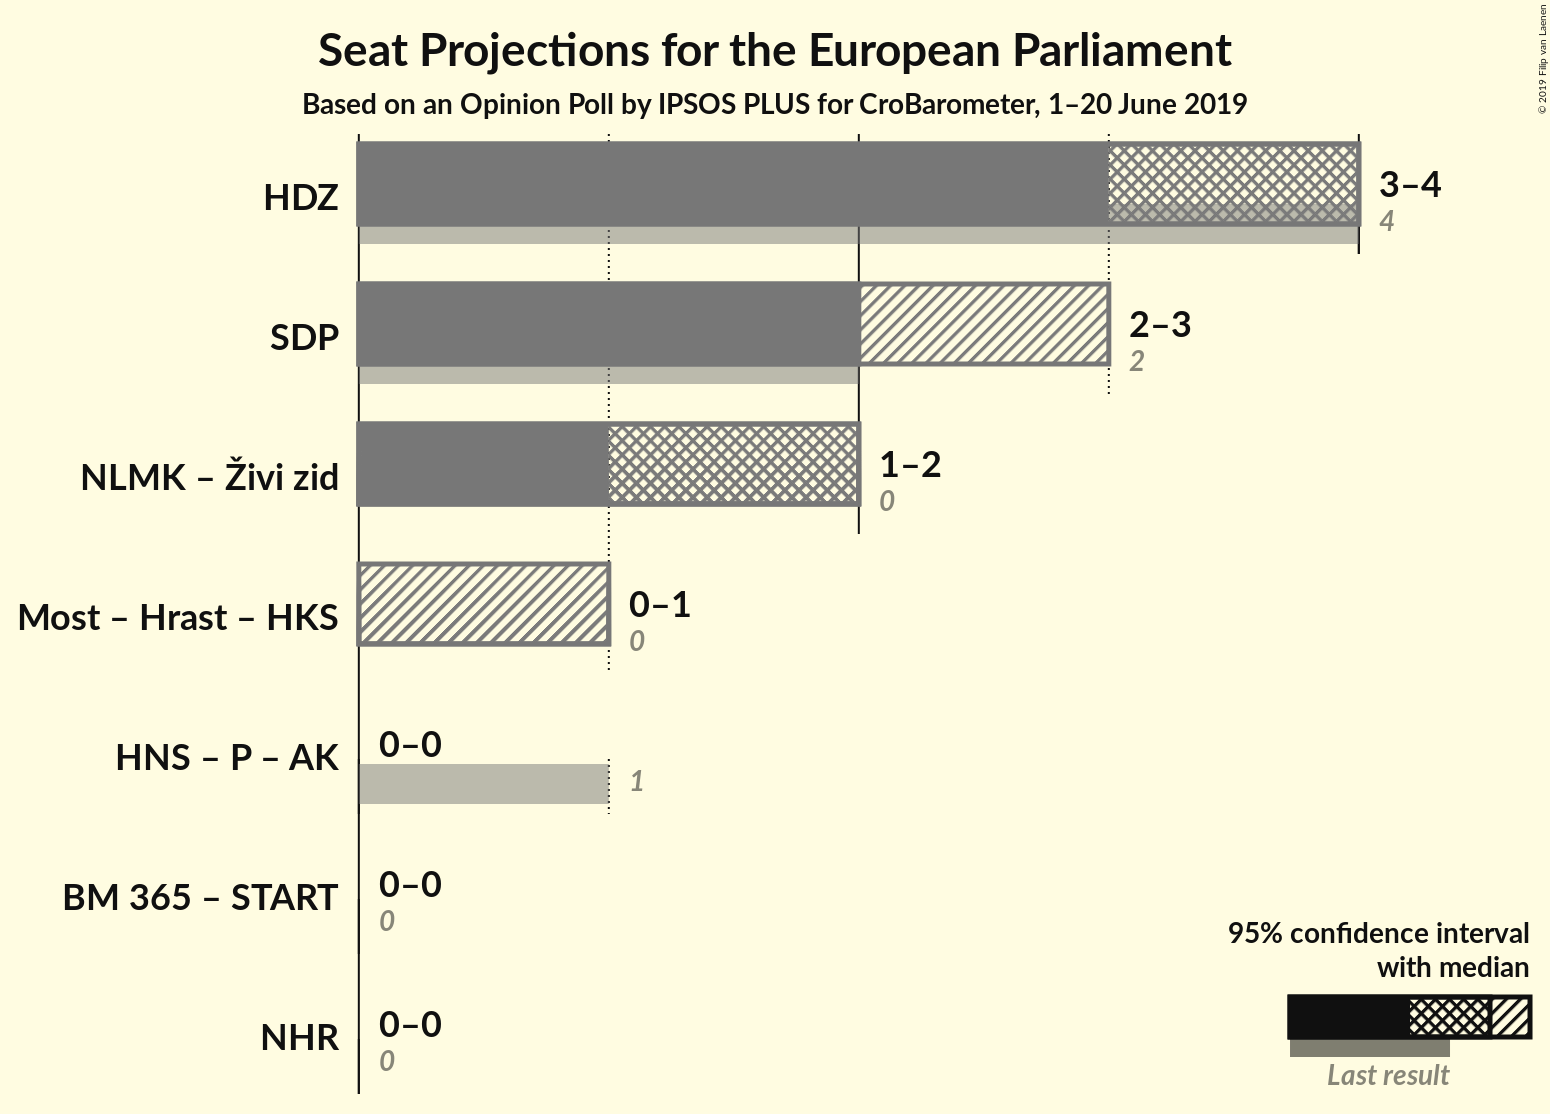 Seat Projections for the European Parliament
Based on an Opinion Poll by IPSOS PLUS for CroBarometer, 1–20 June 2019
© 2019 Filip van Laenen
HDZ
3–4
4
SDP
2–3
2
NLMK – Živi zid
1–2
0
Most – Hrast – HKS
0–1
0
HNS – P – AK
0–0
1
BM 365 – START
0–0
0
NHR
0–0
0
95% confidence interval
with median
Last result